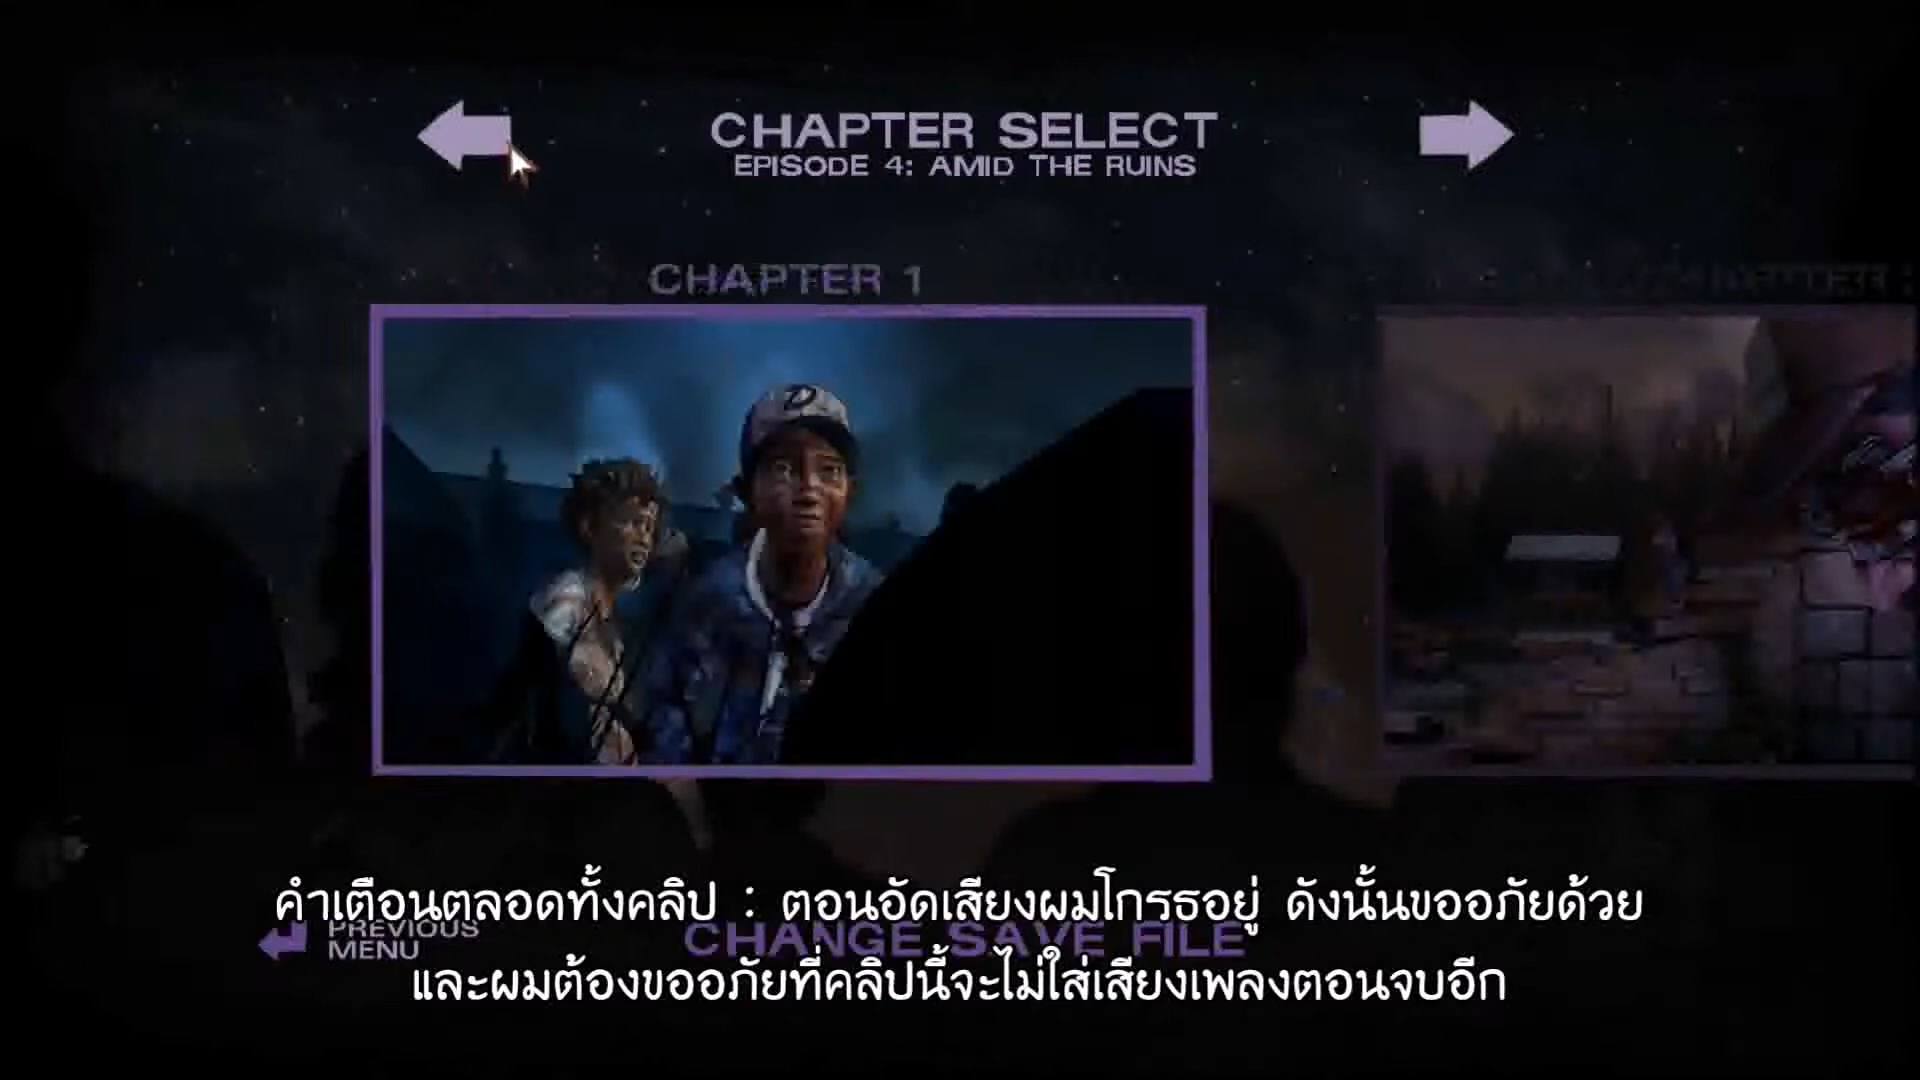 CHAPTER SELECT
EPISODE 4: AMID THE RUINS
CHAPTER 1
คำเตือนตลอดทั้งคลิป : ตอนอัดเสียงผมโกรธอยู่ ดังนั้นขออภัยด้วย
PREVIOUS
MENU
CHANGE SAVE FILE
และผมต้องขออภัยที่คลิปนี้จะไม่ใส่เสียงเพลงตอนจบอีก